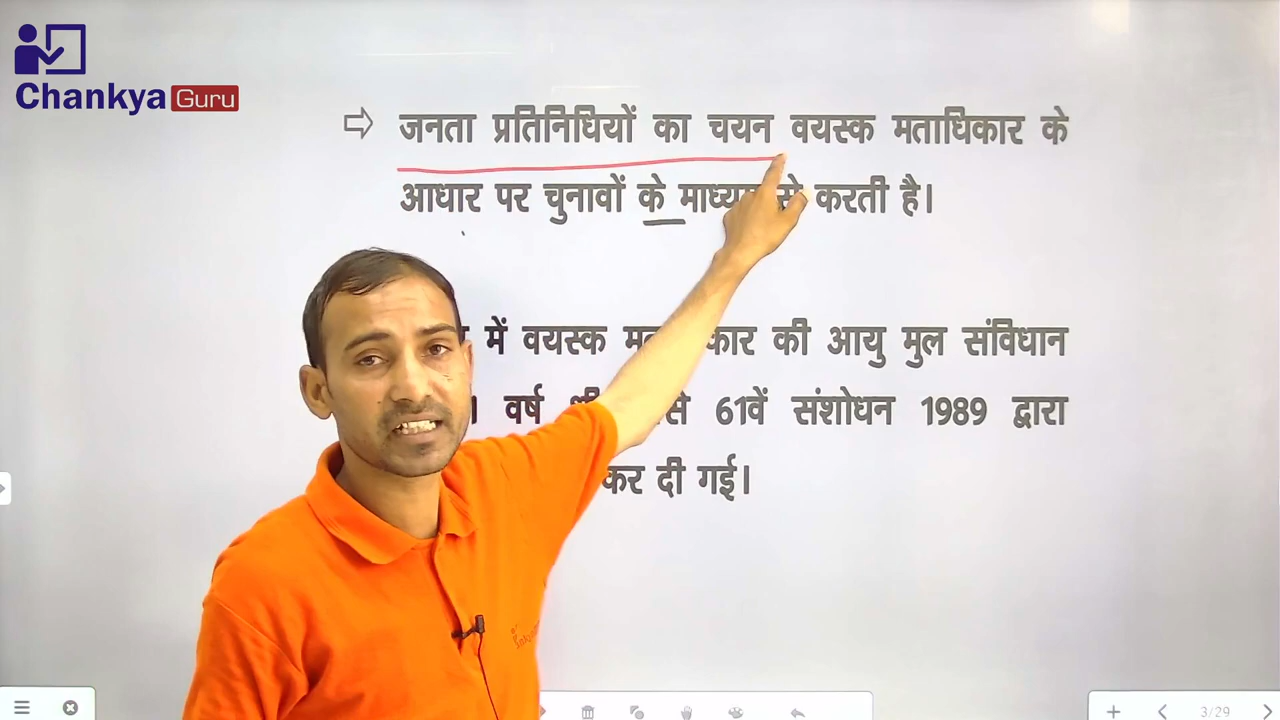 Chankya Guru
⇨ जनता प्रतिनिधियों का चयन वयस्क मताधिकार के
आधार पर चुनावों के से करती है।
में वयस्क की आयु मुल संविधान
वर्ष 61वें संशोधन 1989 द्वारा
कर दी गई।
3/29